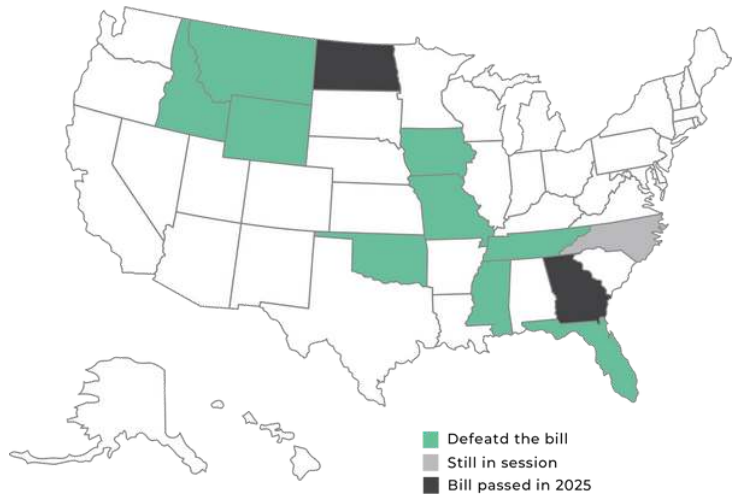 Defeatd the bill
Still in session
Bill passed in 2025